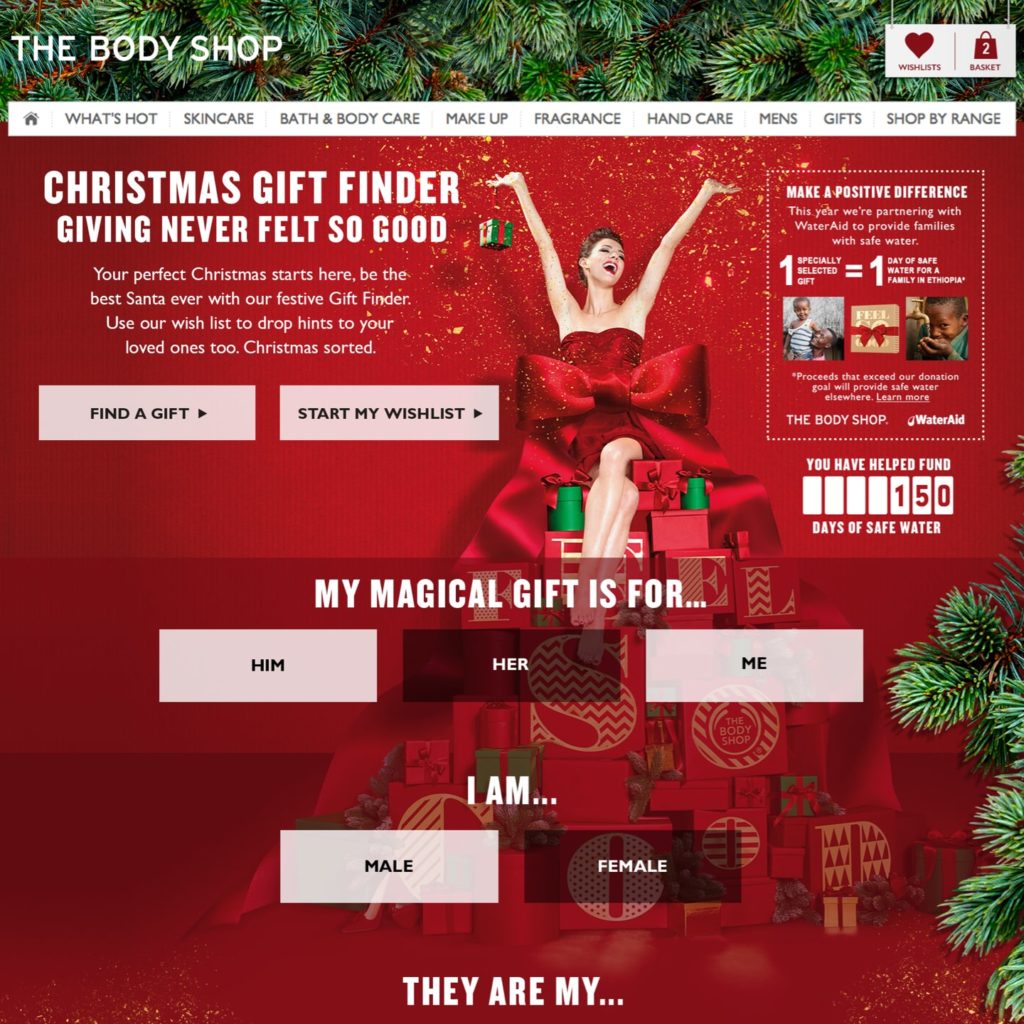 THE BODY SHOP®
WISHLISTS
2
BASKET
WHAT'S HOT
SKINCARE
BATH & BODY CARE
MAKE UP
FRAGRANCE
HAND CARE
MENS
GIFTS
SHOP BY RANGE
CHRISTMAS GIFT FINDER
GIVING NEVER FELT SO GOOD
Your perfect Christmas starts here, be the
best Santa ever with our festive Gift Finder.
Use our wish list to drop hints to your
loved ones too. Christmas sorted.
FIND A GIFT
START MY WISHLIST
MAKE A POSITIVE DIFFERENCE
This year we're partnering with
WaterAid to provide families
with safe water.
1 SPECIALLY
SELECTED
GIFT
=
1 DAY OF SAFE
WATER FOR A
FAMILY IN ETHIOPIA*
FEEL
*Proceeds that exceed our donation
goal will provide safe water
elsewhere. Learn more
THE BODY SHOP.
WaterAid
YOU HAVE HELPED FUND
150
DAYS OF SAFE WATER
FEEL
MY MAGICAL GIFT IS FOR...
HIM
HER
ME
SO
THE
BODY
SHOP
I AM...
GOOD
MALE
FEMALE
THEY ARE MY...